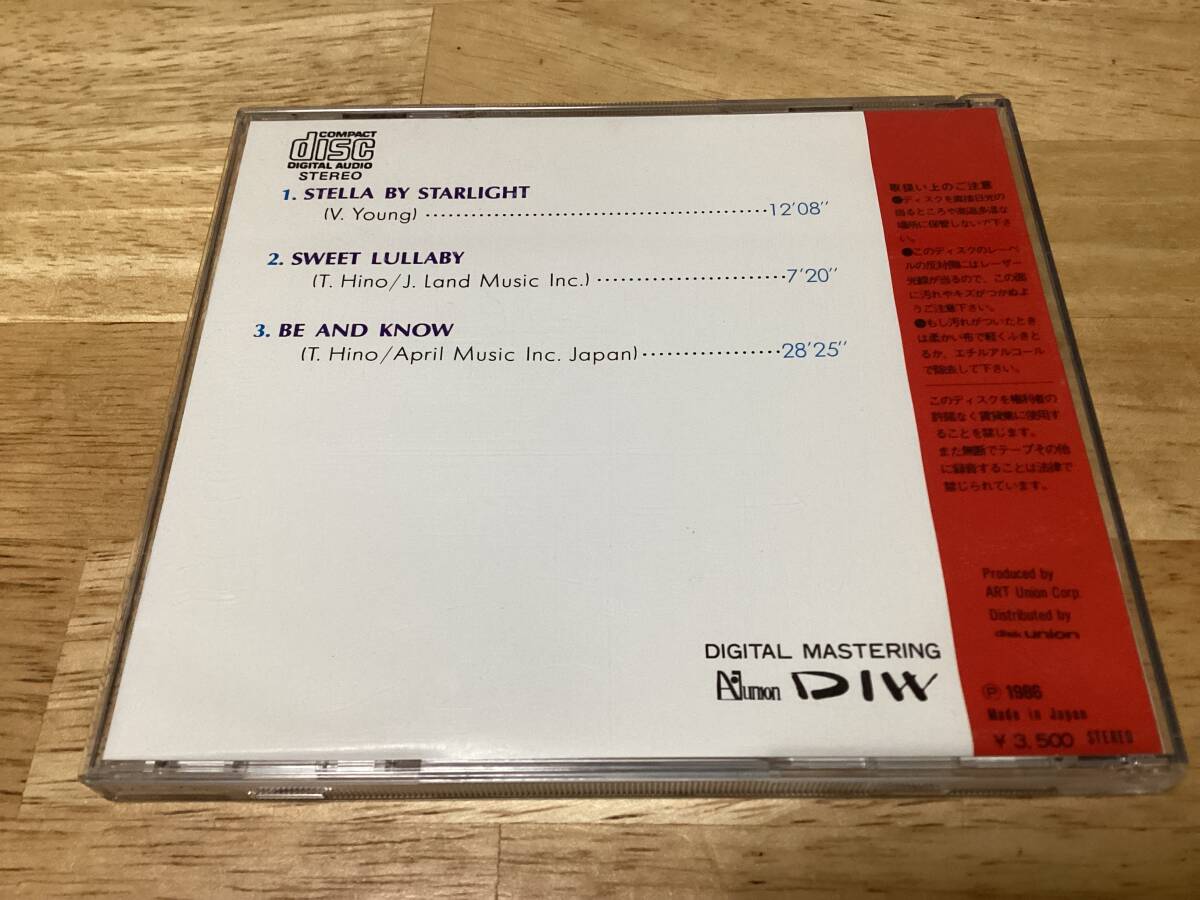 COMPACT
disc
DIGITAL AUDIO
STEREO
1. STELLA BY STARLIGHT
(V. Young) 12'08"
2. SWEET LULLABY
(T. Hino/J. Land Music Inc.) 7'20"
3. BE AND KNOW
(T. Hino/April Music Inc. Japan) 28'25"
DIGITAL MASTERING
union DIW
取扱い上のご注意
●ディスクを直接日光の
当るところや高温多湿な
場所に保管しないで下さ
い。
●このディスクのレーベ
ルの反対側にはレーザー
光線が当るので、この面
に汚れやキズがつかぬよ
うご注意下さい。
●もし汚れがついたとき
は柔かい布で軽くふきと
るか、エチルアルコール
で除去して下さい。
このディスクを権利者の
許諾なく賃貸業に使用す
ることを禁じます。
また無断でテープその他
に録音することは法律で
禁じられています。
Produced by
ART Union Corp.
Distributed by
disk union
Ⓟ 1986
Made in Japan
¥ 3,500 STEREO